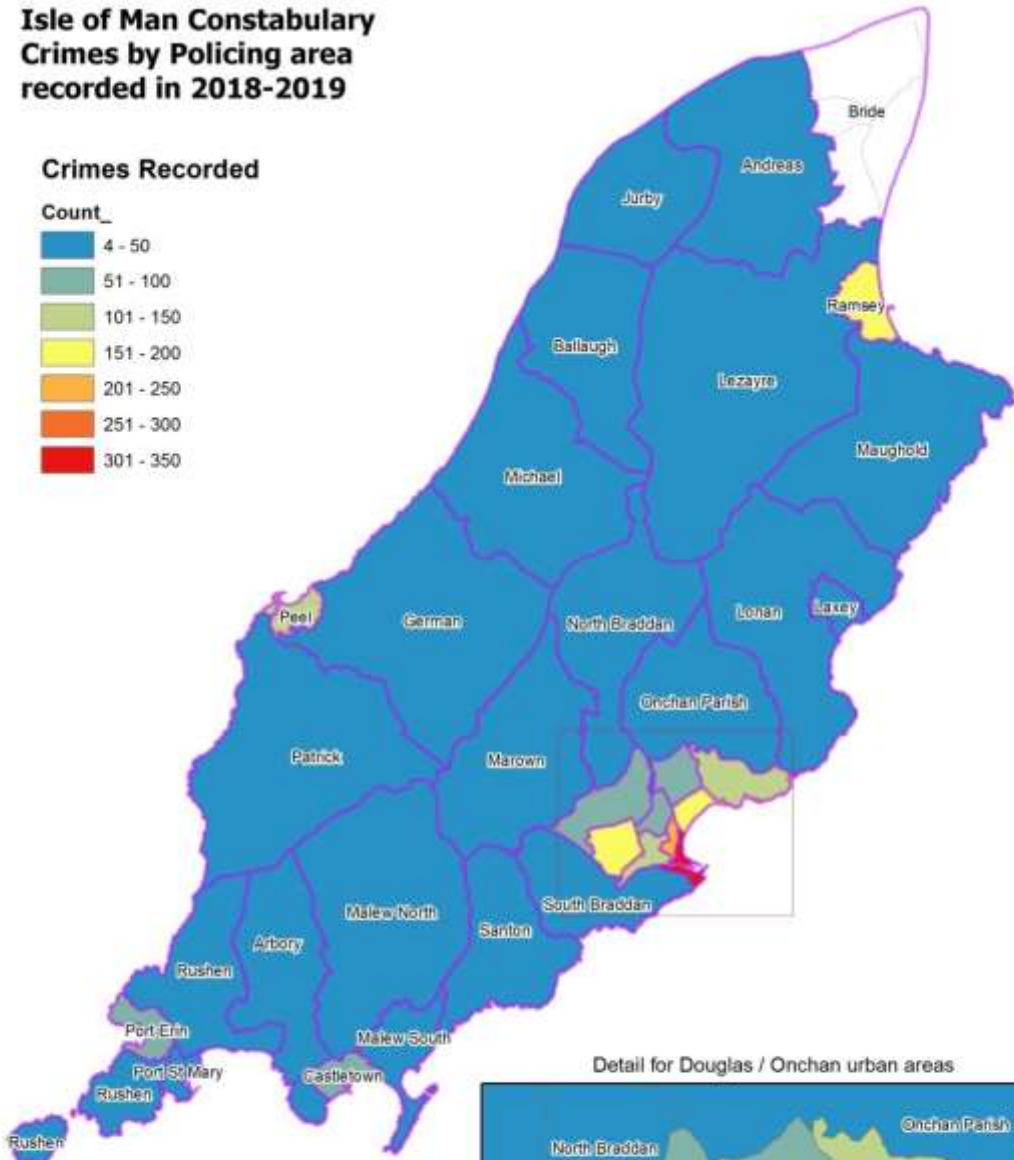 Isle of Man Constabulary
Crimes by Policing area
recorded in 2018-2019
Crimes Recorded
Count_
4 - 50
51 - 100
101 - 150
151 - 200
201 - 250
251 - 300
301 - 350
Bride
Andreas
Jurby
Ramsey
Ballaugh
Lezayre
Maughold
Michael
Peel
German
North Braddan
Lonan
Laxey
Onchan Parish
Patrick
Marown
South Braddan
Malew North
Santon
Arbory
Rushen
Port Erin
Malew South
Port St Mary
Castletown
Rushen
Rushen
Detail for Douglas / Onchan urban areas
Onchan Parish
North Braddan